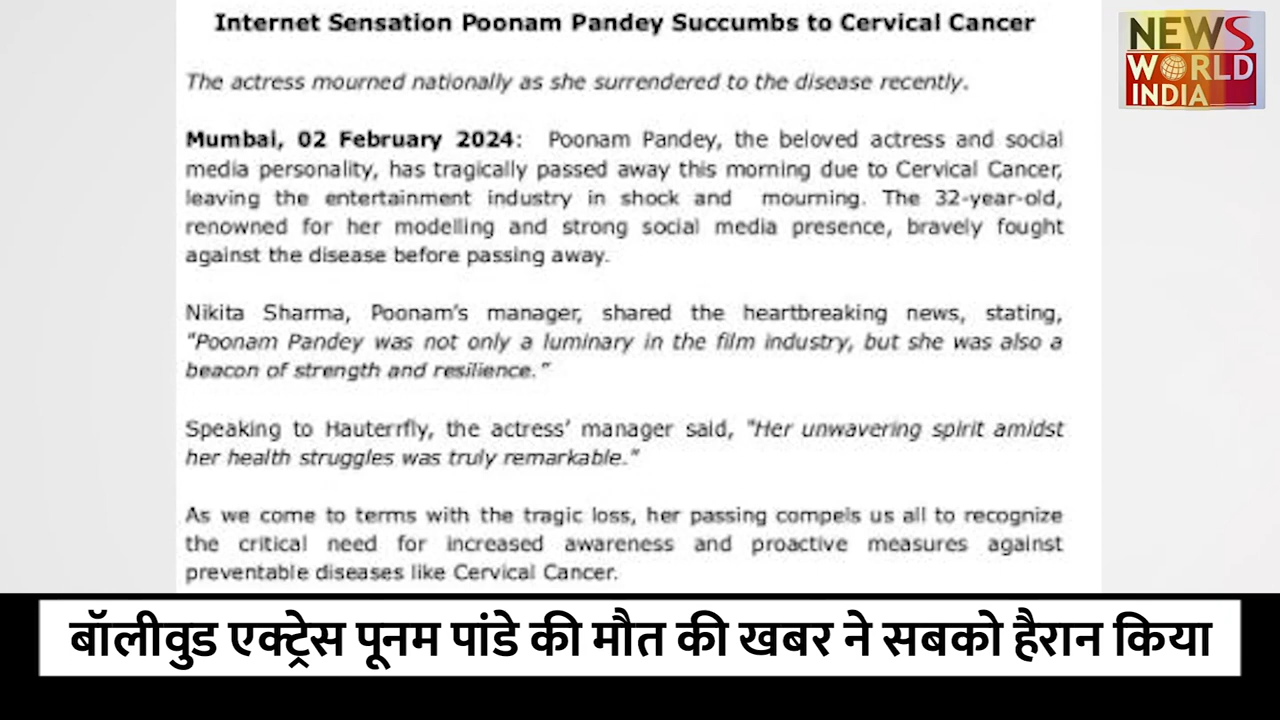 Internet Sensation Poonam Pandey Succumbs to Cervical Cancer
The actress mourned nationally as she surrendered to the disease recently.
Mumbai, 02 February 2024: Poonam Pandey, the beloved actress and social
media personality, has tragically passed away this morning due to Cervical Cancer,
leaving the entertainment industry in shock and mourning. The 32-year-old,
renowned for her modelling and strong social media presence, bravely fought
against the disease before passing away.
Nikita Sharma, Poonam's manager, shared the heartbreaking news, stating,
"Poonam Pandey was not only a luminary in the film industry, but she was also a
beacon of strength and resilience."
Speaking to Hauterrfly, the actress' manager said, "Her unwavering spirit amidst
her health struggles was truly remarkable."
As we come to terms with the tragic loss, her passing compels us all to recognize
the critical need for increased awareness and proactive measures against
preventable diseases like Cervical Cancer.
NEWS
WORLD
INDIA
बॉलीवुड एक्ट्रेस पूनम पांडे की मौत की खबर ने सबको हैरान किया